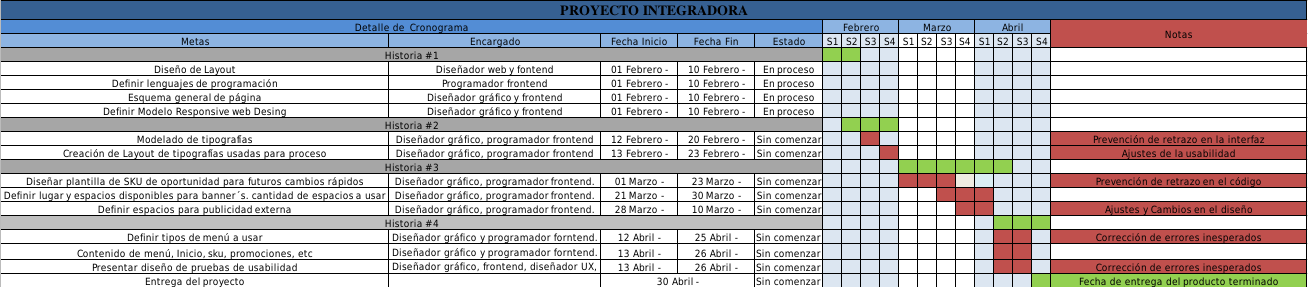 PROYECTO INTEGRADORA
Detalle de Cronograma Febrero Marzo Abril Notas
Metas Encargado Fecha Inicio Fecha Fin Estado S1 S2 S3 S4 S1 S2 S3 S4 S1 S2 S3 S4
Historia #1
Diseño de Layout Diseñador web y fontend 01 Febrero - 10 Febrero - En proceso
Definir lenguajes de programación Programador frontend 01 Febrero - 10 Febrero - En proceso
Esquema general de página Diseñador gráfico y frontend 01 Febrero - 10 Febrero - En proceso
Definir Modelo Responsive web Desing Diseñador gráfico y frontend 01 Febrero - 10 Febrero - En proceso
Historia #2
Modelado de tipografías Diseñador gráfico, programador frontend 12 Febrero - 20 Febrero - Sin comenzar Prevención de retrazo en la interfaz
Creación de Layout de tipografías usadas para proceso Diseñador gráfico, programador frontend 13 Febrero - 23 Febrero - Sin comenzar Ajustes de la usabilidad
Historia #3
Diseñar plantilla de SKU de oportunidad para futuros cambios rápidos Diseñador gráfico, programador frontend. 01 Marzo - 23 Marzo - Sin comenzar Prevención de retrazo en el código
Definir lugar y espacios disponibles para banner´s. cantidad de espacios a usar Diseñador gráfico, programador frontend. 21 Marzo - 30 Marzo - Sin comenzar
Definir espacios para publicidad externa Diseñador gráfico, programador frontend. 28 Marzo - 10 Marzo - Sin comenzar Ajustes y Cambios en el diseño
Historia #4
Definir tipos de menú a usar Diseñador gráfico y programador forntend. 12 Abril - 25 Abril - Sin comenzar Corrección de errores inesperados
Contenido de menú, Inicio, sku, promociones, etc Diseñador gráfico y programador forntend. 13 Abril - 26 Abril - Sin comenzar
Presentar diseño de pruebas de usabilidad Diseñador gráfico, frontend, diseñador UX, 13 Abril - 26 Abril - Sin comenzar Corrección de errores inesperados
Entrega del proyecto 30 Abril - Sin comenzar Fecha de entrega del producto terminado